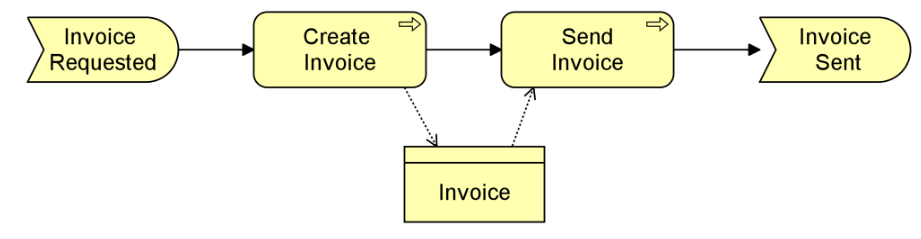 Invoice
Requested
Create
Invoice
Send
Invoice
Invoice
Sent
Invoice